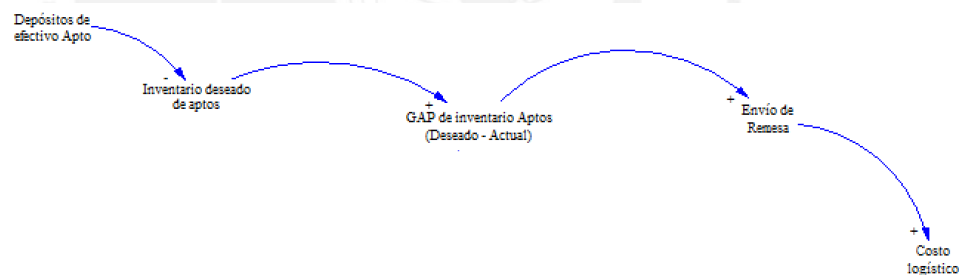 Depósitos de
efectivo Apto
-
Inventario deseado
de aptos
+
GAP de inventario Aptos
(Deseado - Actual)
+
Envío de
Remesa
+
Costo
logístico